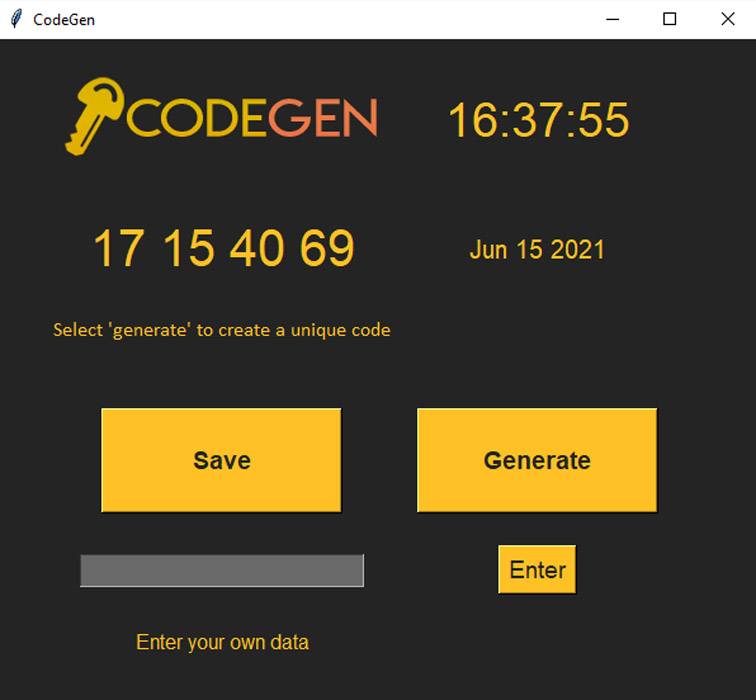 CodeGen
CODEGEN
16:37:55
17 15 40 69
Jun 15 2021
Select 'generate' to create a unique code
Save
Generate
Enter
Enter your own data